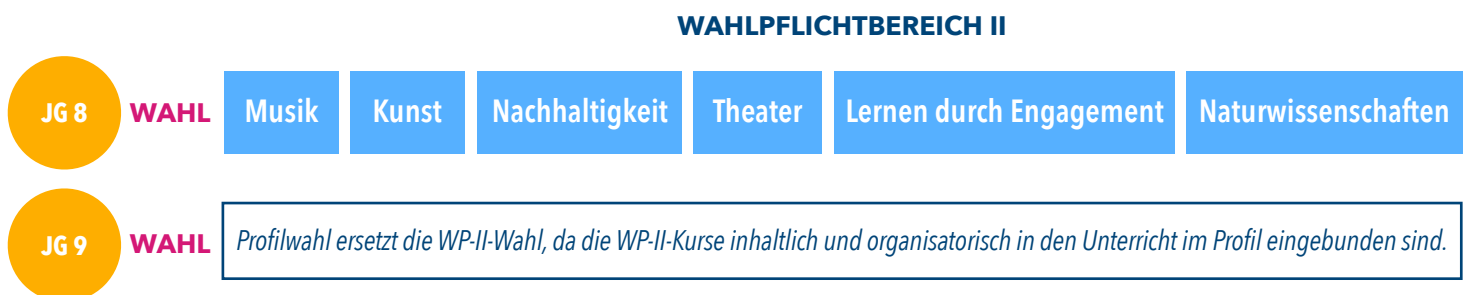 WAHLPFLICHTBEREICH II
JG 8 WAHL Musik Kunst Nachhaltigkeit Theater Lernen durch Engagement Naturwissenschaften
JG 9 WAHL Profilwahl ersetzt die WP-II-Wahl, da die WP-II-Kurse inhaltlich und organisatorisch in den Unterricht im Profil eingebunden sind.